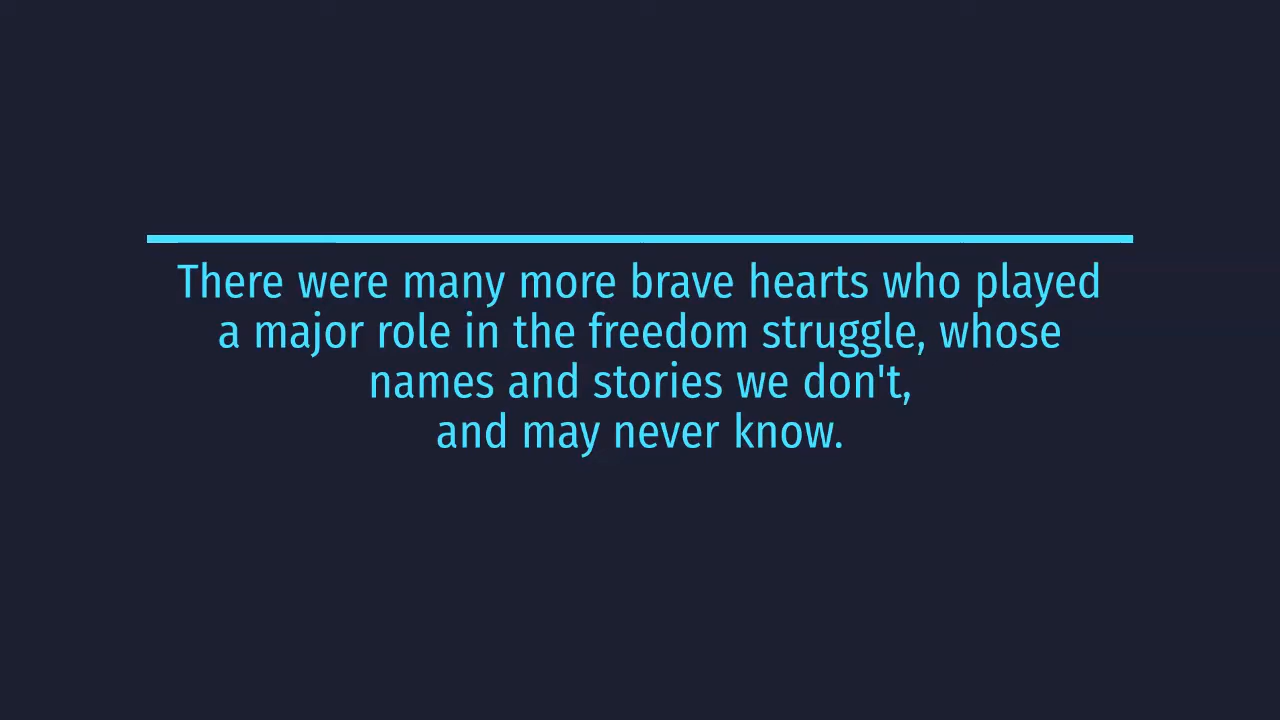 There were many more brave hearts who played
a major role in the freedom struggle, whose
names and stories we don't,
and may never know.